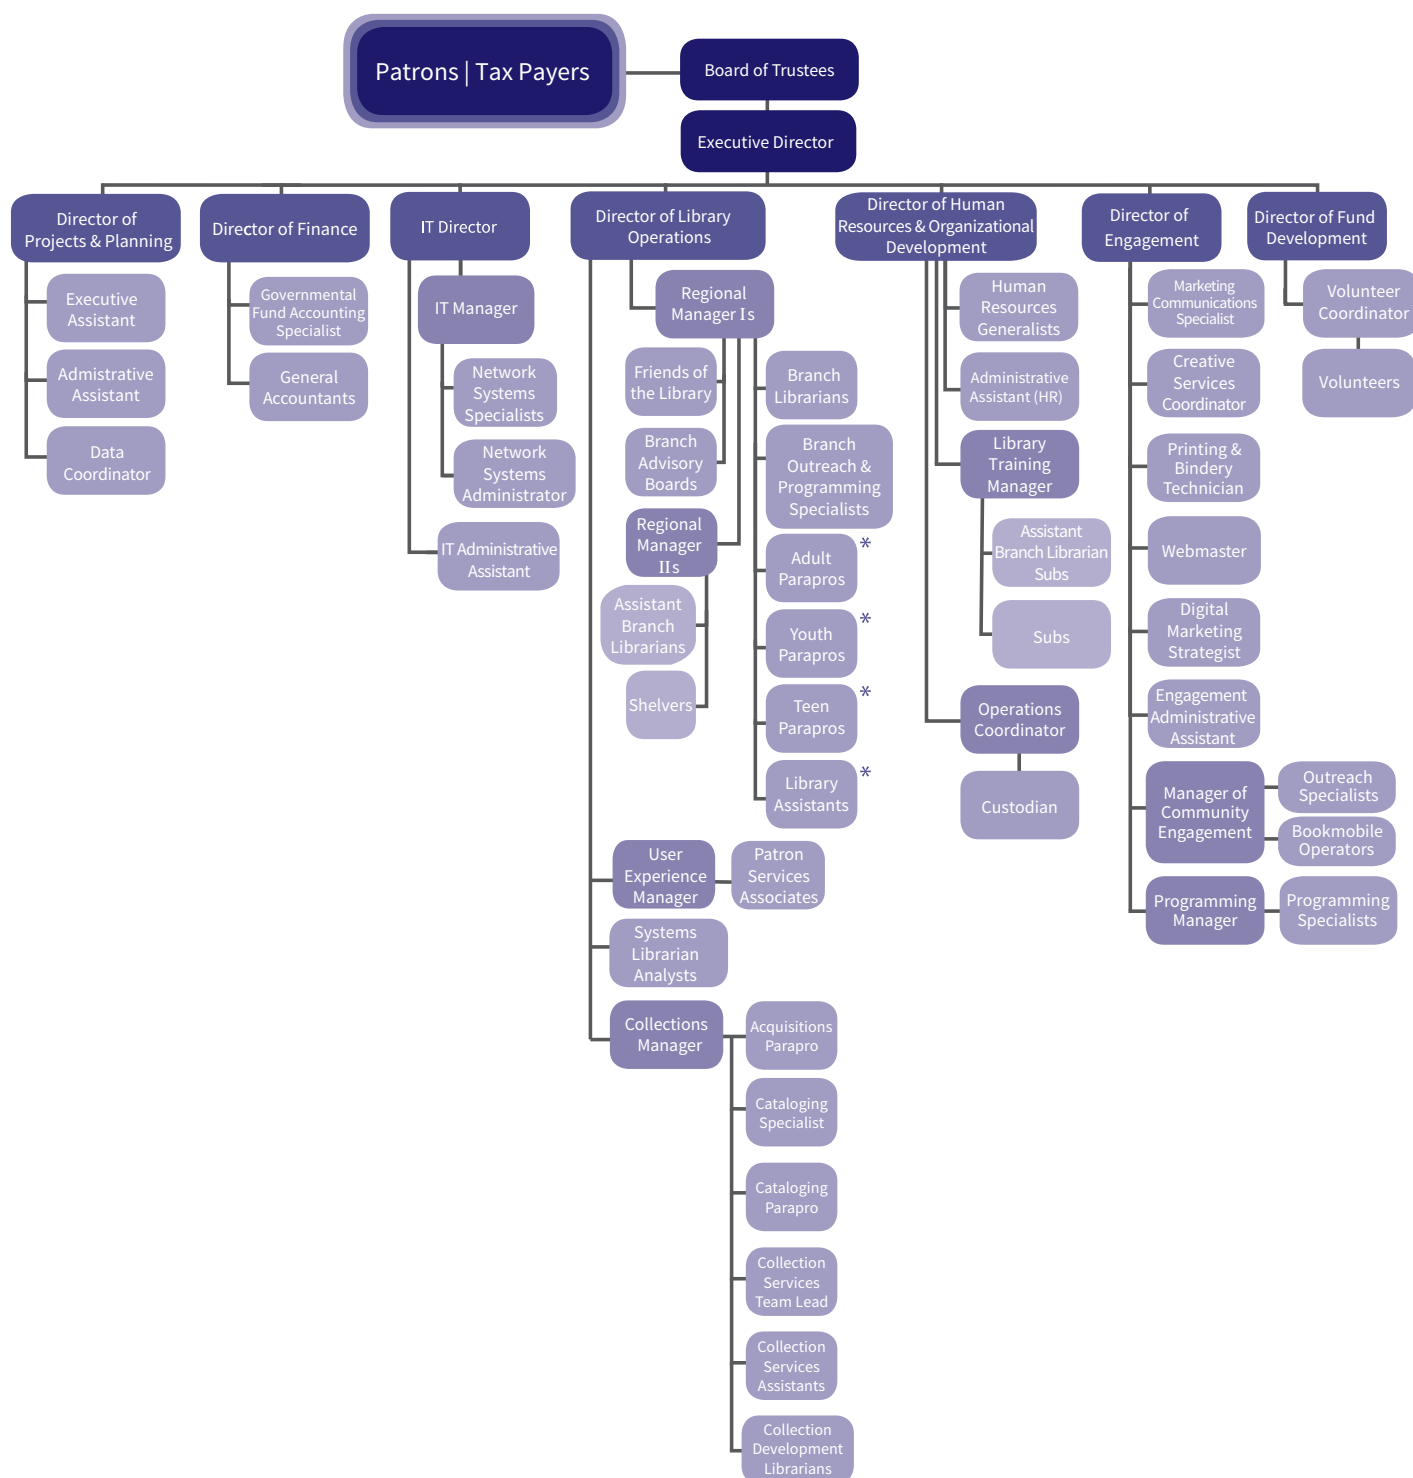 Patrons | Tax Payers
Board of Trustees
Executive Director
Director of
Projects & Planning
Executive
Assistant
Admistrative
Assistant
Data
Coordinator
Director of Finance
Governmental
Fund Accounting
Specialist
General
Accountants
IT Director
IT Manager
Network
Systems
Specialists
Network
Systems
Administrator
IT Administrative
Assistant
Director of Library
Operations
Regional
Manager Is
Friends of
the Library
Branch
Advisory
Boards
Regional
Manager
IIs
Assistant
Branch
Librarians
Shelvers
Branch
Librarians
Branch
Outreach &
Programming
Specialists
Adult
Parapros
*
Youth
Parapros
*
Teen
Parapros
*
Library
Assistants
*
User
Experience
Manager
Patron
Services
Associates
Systems
Librarian
Analysts
Collections
Manager
Acquisitions
Parapro
Cataloging
Specialist
Cataloging
Parapro
Collection
Services
Team Lead
Collection
Services
Assistants
Collection
Development
Librarians
Director of Human
Resources & Organizational
Development
Human
Resources
Generalists
Administrative
Assistant (HR)
Library
Training
Manager
Assistant
Branch Librarian
Subs
Subs
Operations
Coordinator
Custodian
Director of
Engagement
Marketing
Communications
Specialist
Creative
Services
Coordinator
Printing &
Bindery
Technician
Webmaster
Digital
Marketing
Strategist
Engagement
Administrative
Assistant
Manager of
Community
Engagement
Outreach
Specialists
Bookmobile
Operators
Programming
Manager
Programming
Specialists
Director of Fund
Development
Volunteer
Coordinator
Volunteers